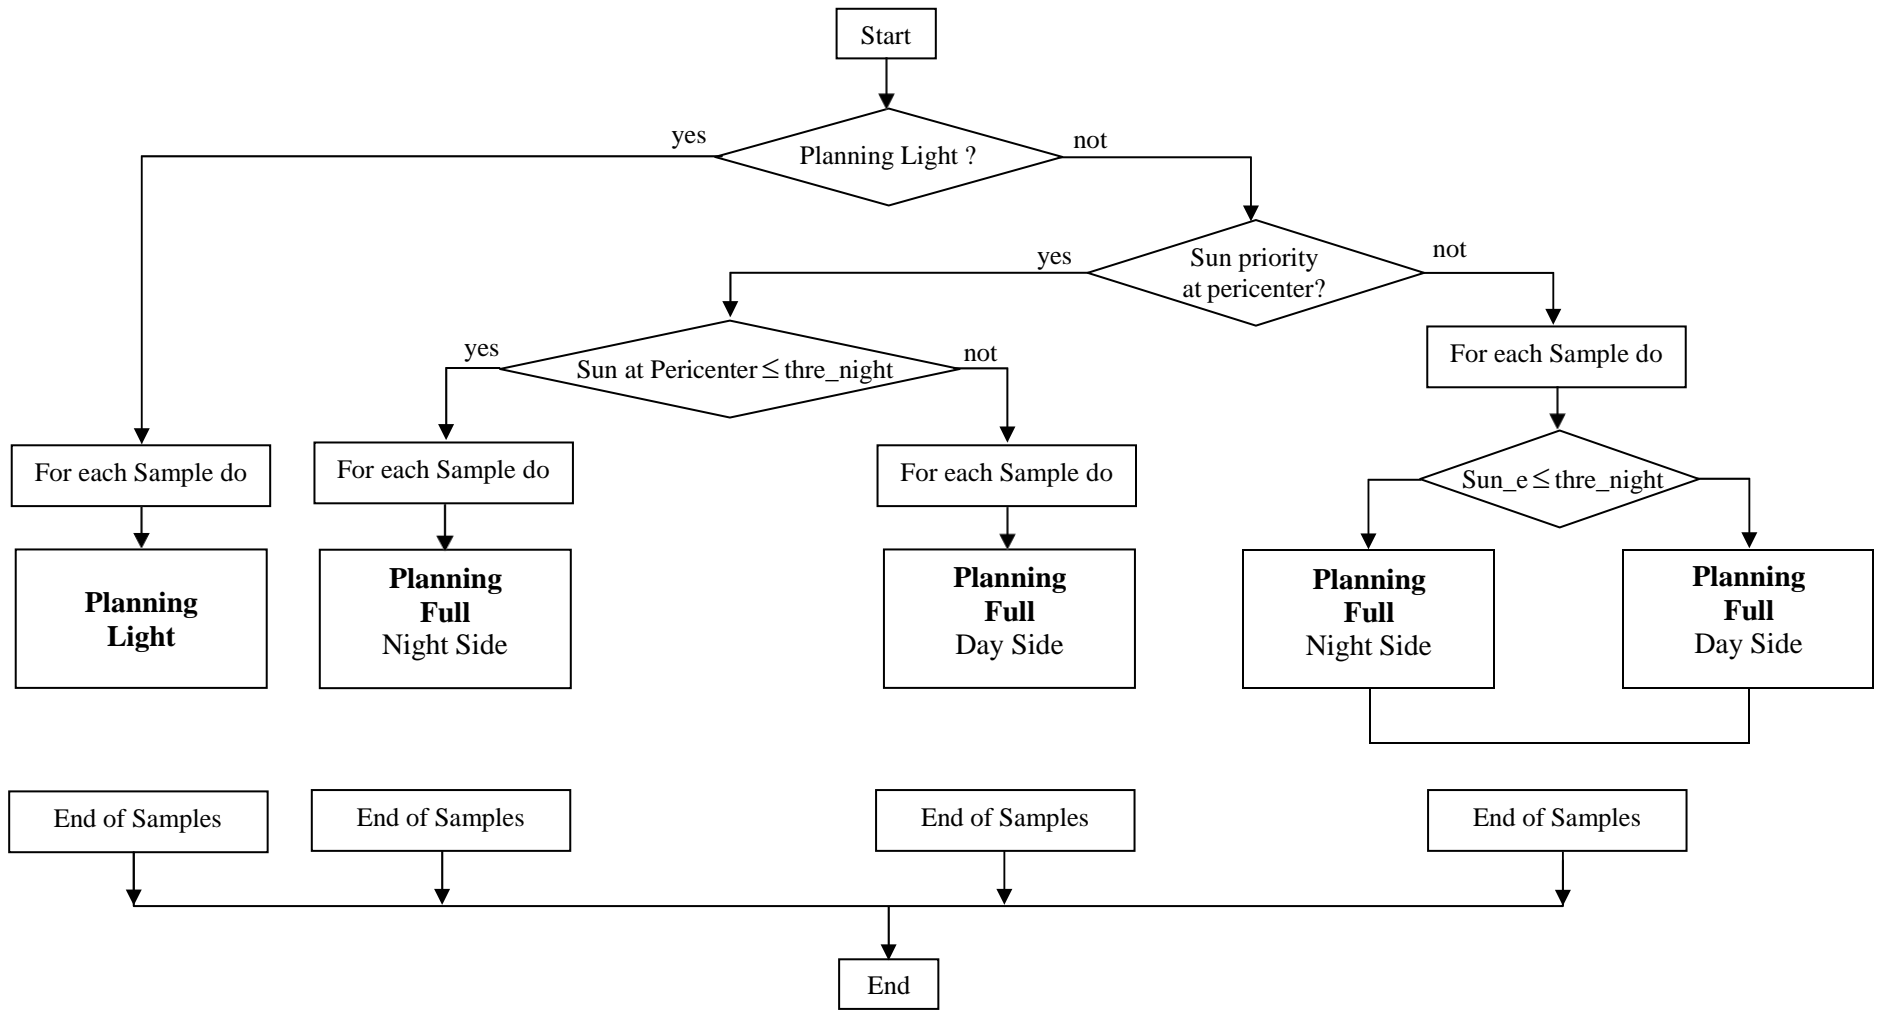 Start
yes
Planning Light ?
not
yes
Sun priority
at pericenter?
not
yes
Sun at Pericenter ≤ thre_night
not
For each Sample do
For each Sample do
For each Sample do
For each Sample do
Sun_e ≤ thre_night
Planning
Light
Planning
Full
Night Side
Planning
Full
Day Side
Planning
Full
Night Side
Planning
Full
Day Side
End of Samples
End of Samples
End of Samples
End of Samples
End